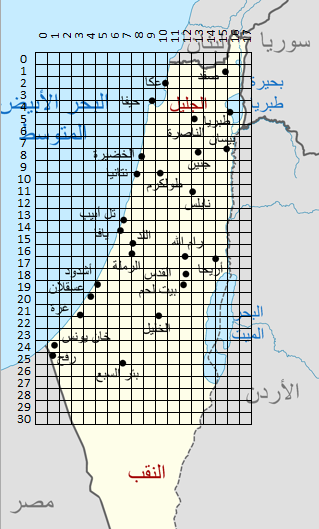 سوريا
لبنان
0 1 2 3 4 5 6 7 8 9 10 11 12 13 14 15 16 17
0
1
2
3
4
5
6
7
8
9
10
11
12
13
14
15
16
17
18
19
20
21
22
23
24
25
26
27
28
29
30
صفد
عكا
بحيرة
طبريا
حيفا
الجليل
البحر الأبيض
المتوسط
طبريا
الناصرة
بيسان
جنين
الخضيرة
نتانيا
طولكرم
نابلس
تل أبيب
يافا
اللد
رام الله
الرملة
أريحا
القدس
أشدود
بيت لحم
عسقلان
غزة
الخليل
البحر
الميت
خان يونس
رفح
بئر السبع
الأردن
النقب
مصر